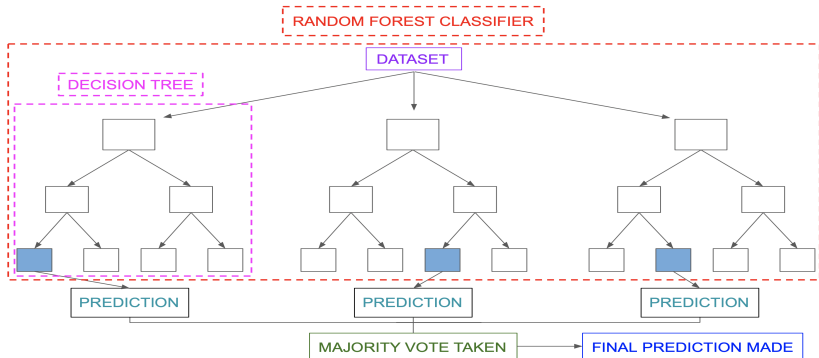 RANDOM FOREST CLASSIFIER
DATASET
DECISION TREE
PREDICTION
PREDICTION
PREDICTION
MAJORITY VOTE TAKEN
FINAL PREDICTION MADE